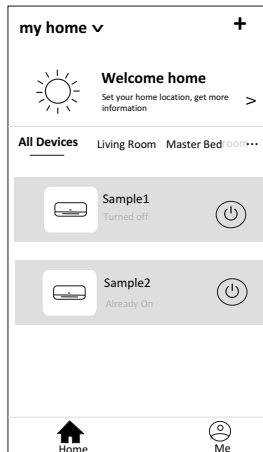 my home +
Welcome home
Set your home location, get more
information >
All Devices Living Room Master Bedroom ...
Sample1
Turned off
Sample2
Already On
Home Me